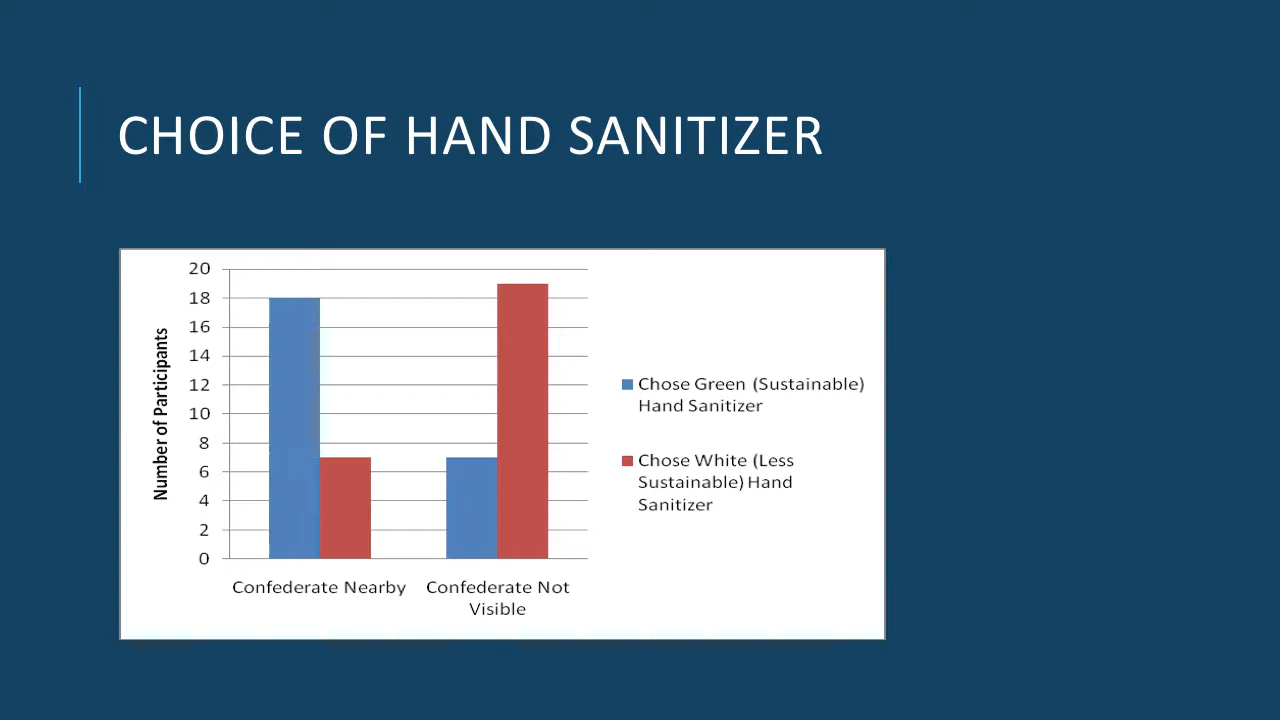 CHOICE OF HAND SANITIZER
20
18
16
14
12
10
8
6
4
2
0
Number of Participants
Confederate Nearby
Confederate Not
Visible
Chose Green (Sustainable)
Hand Sanitizer
Chose White (Less
Sustainable) Hand
Sanitizer